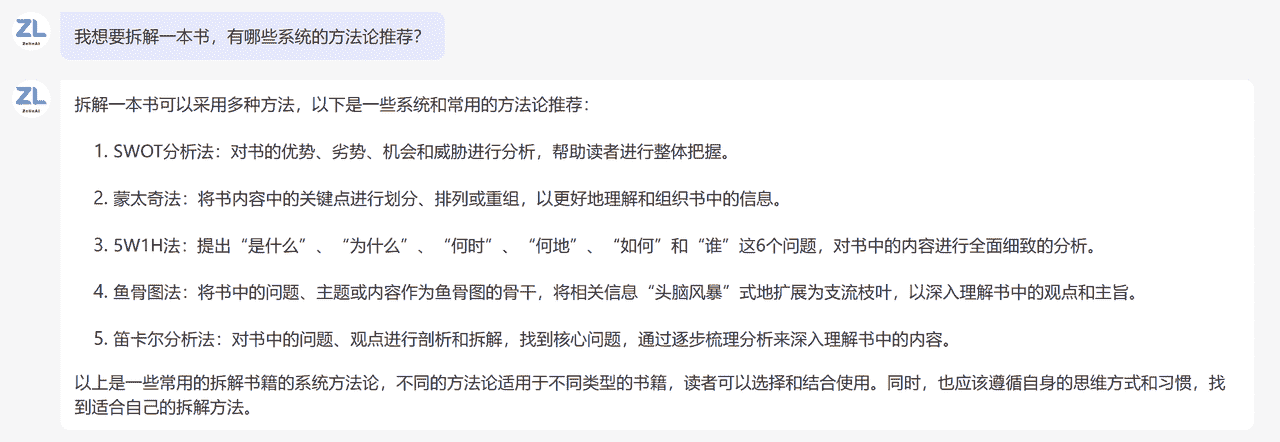 ZL
ZelinAI
我想要拆解一本书，有哪些系统的方法论推荐？
ZL
ZelinAI
拆解一本书可以采用多种方法，以下是一些系统和常用的方法论推荐：
1. SWOT分析法：对书的优势、劣势、机会和威胁进行分析，帮助读者进行整体把握。
2. 蒙太奇法：将书内容中的关键点进行划分、排列或重组，以更好地理解和组织书中的信息。
3. 5W1H法：提出“是什么”、“为什么”、“何时”、“何地”、“如何”和“谁”这6个问题，对书中的内容进行全面细致的分析。
4. 鱼骨图法：将书中的问题、主题或内容作为鱼骨图的骨干，将相关信息“头脑风暴”式地扩展为支流枝叶，以深入理解书中的观点和主旨。
5. 笛卡尔分析法：对书中的问题、观点进行剖析和拆解，找到核心问题，通过逐步梳理分析来深入理解书中的内容。
以上是一些常用的拆解书籍的系统方法论，不同的方法论适用于不同类型的书籍，读者可以选择和结合使用。同时，也应该遵循自身的思维方式和习惯，找
到适合自己的拆解方法。